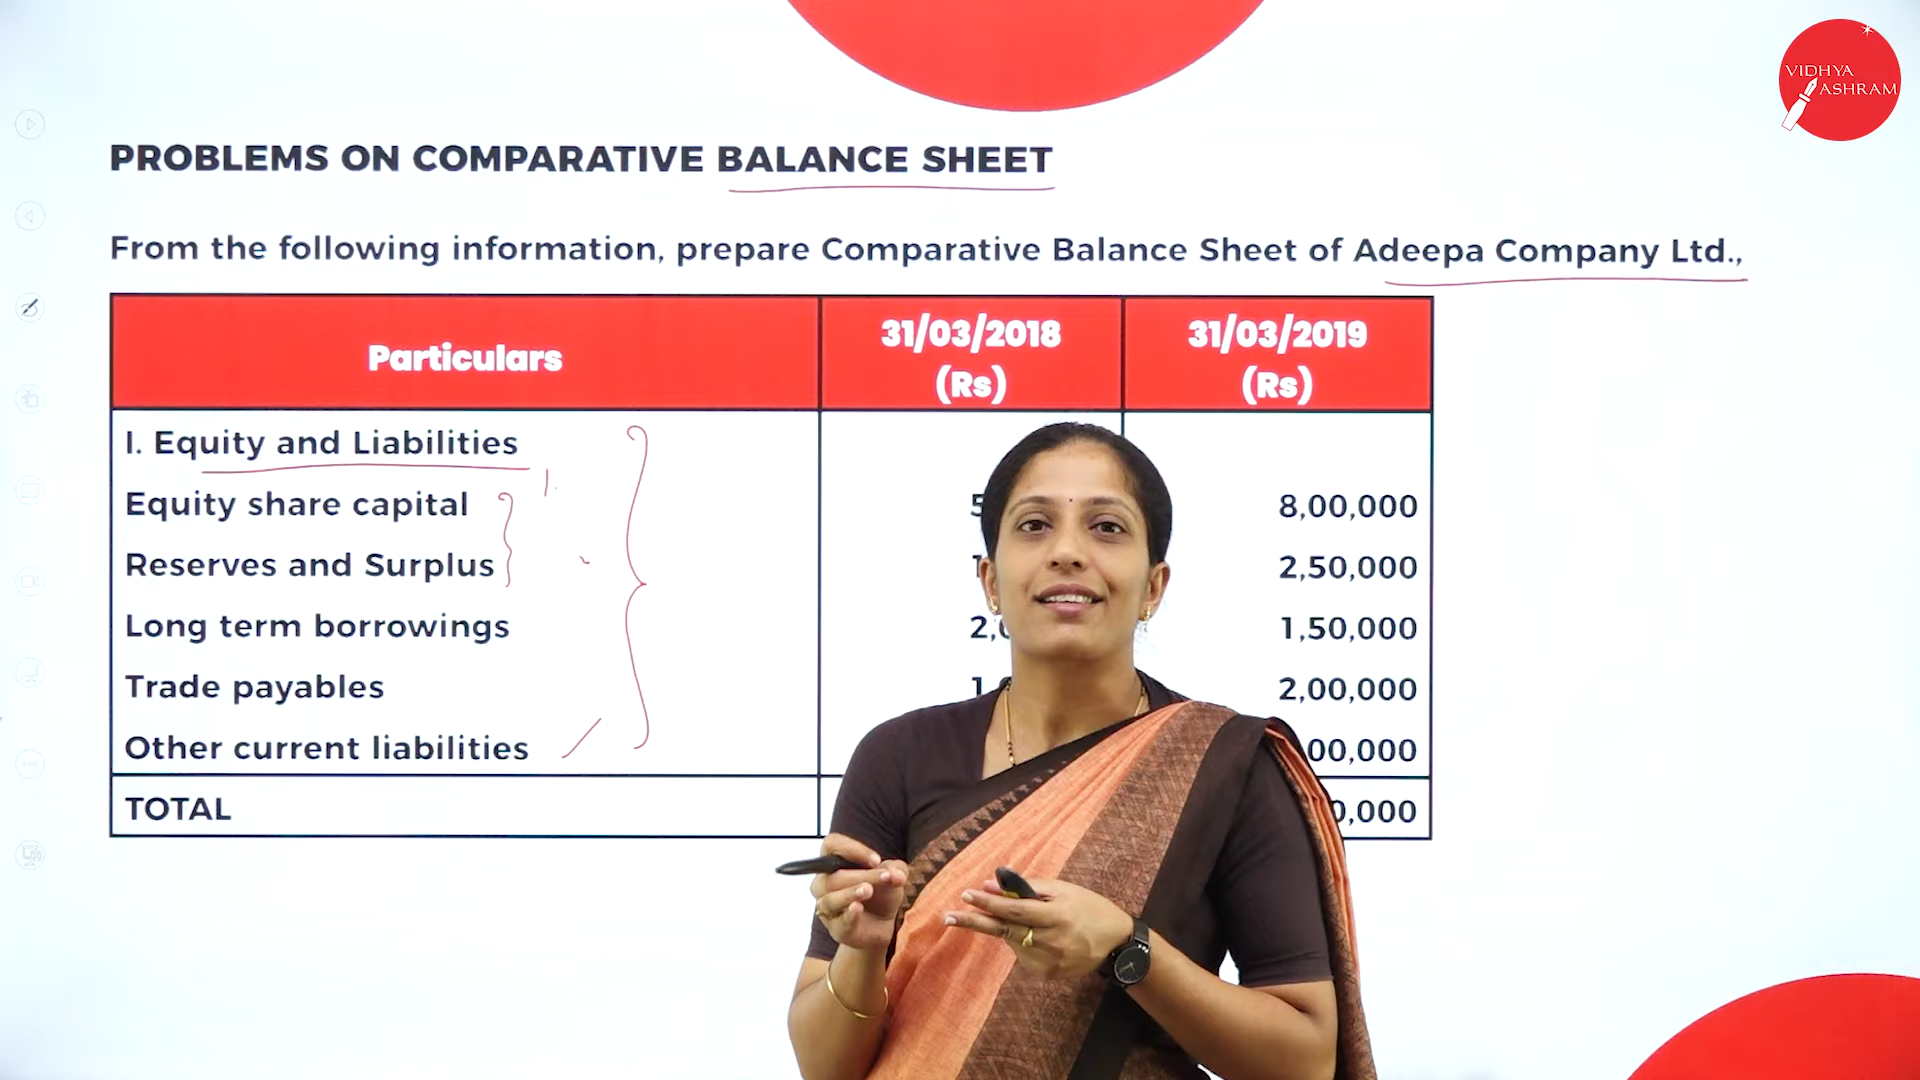 VIDHYA
ASHRAM
PROBLEMS ON COMPARATIVE BALANCE SHEET
From the following information, prepare Comparative Balance Sheet of Adeepa Company Ltd.,
Particulars 31/03/2018 (Rs) 31/03/2019 (Rs)
I. Equity and Liabilities
1.
Equity share capital 8,00,000
Reserves and Surplus 2,50,000
Long term borrowings 1,50,000
Trade payables 2,00,000
Other current liabilities
TOTAL